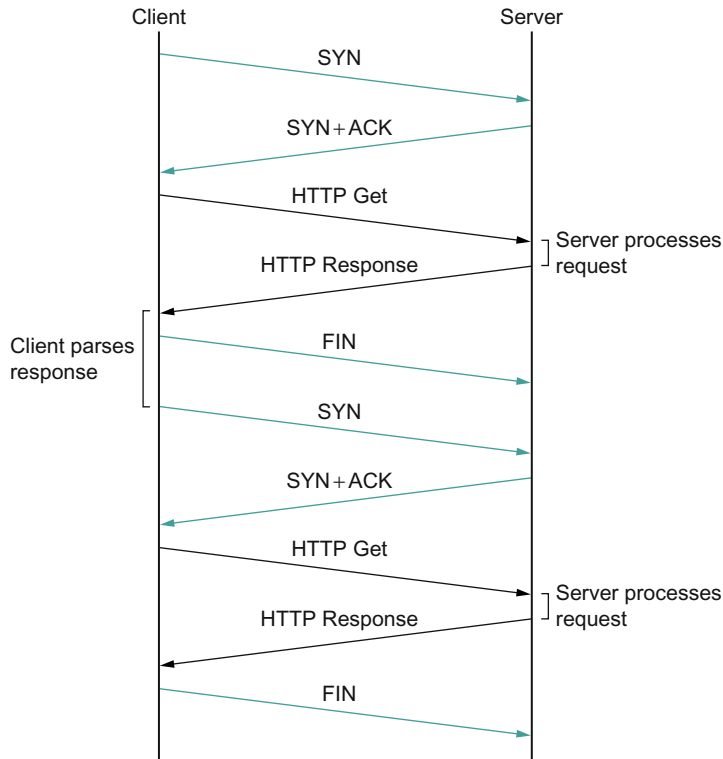 Client
Server
SYN
SYN+ACK
HTTP Get
Server processes
request
HTTP Response
Client parses
response
FIN
SYN
SYN+ACK
HTTP Get
Server processes
request
HTTP Response
FIN